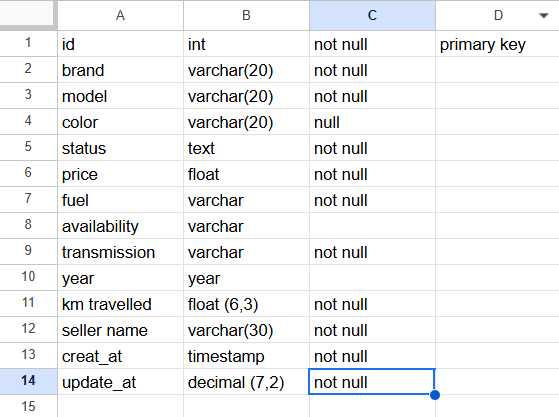 A B C D
1 id int not null primary key
2 brand varchar(20) not null
3 model varchar(20) not null
4 color varchar(20) null
5 status text not null
6 price float not null
7 fuel varchar not null
8 availability varchar
9 transmission varchar not null
10 year year
11 km travelled float (6,3) not null
12 seller name varchar(30) not null
13 creat_at timestamp not null
14 update_at decimal (7,2) not null
15